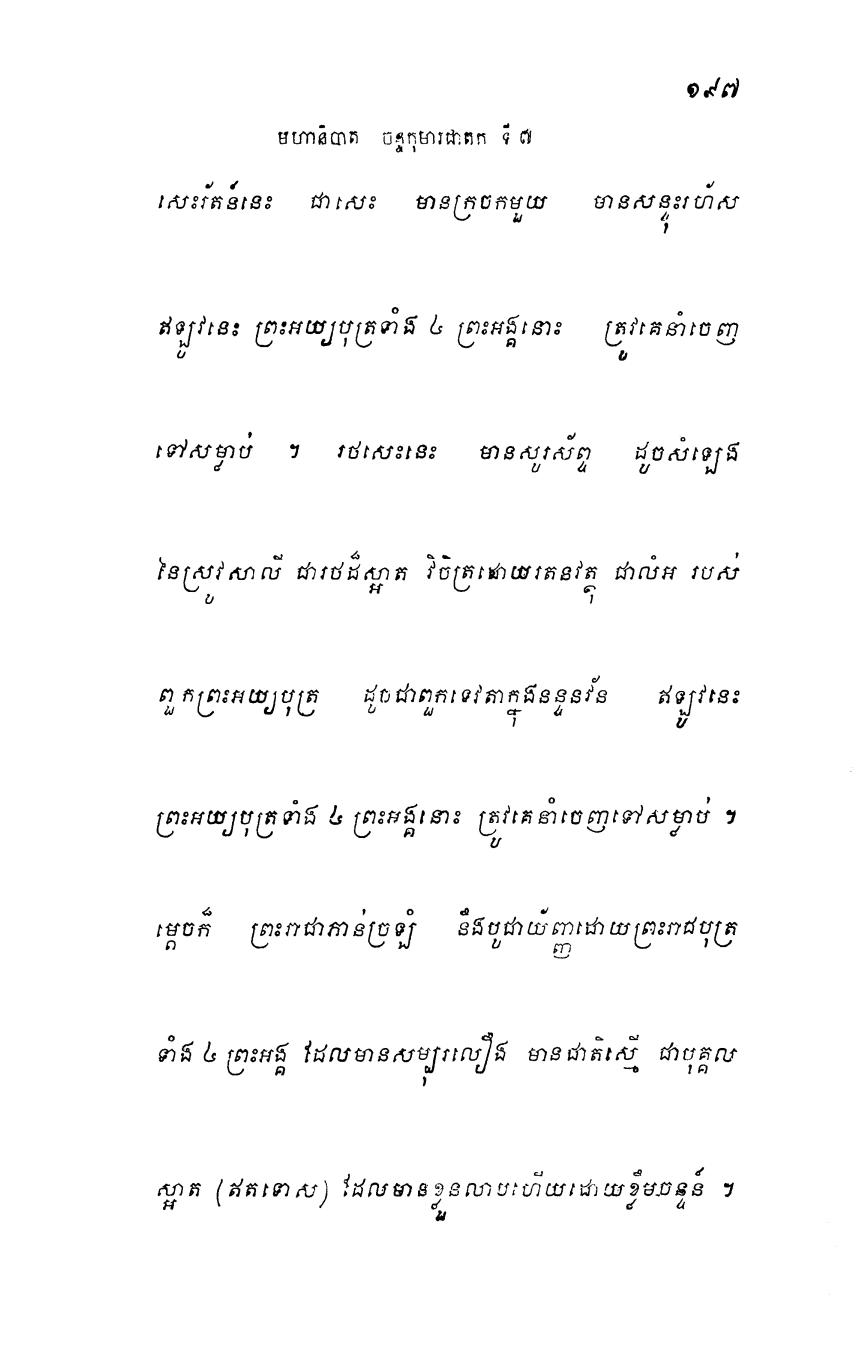 ១៩៧
មហានិបាត ចន្ទកុមារជាតក ទី ៧
សេះរ័តន៍នេះ ជាសេះ មានក្រចកមួយ មានសន្ទុះរហ័ស
ឥឡូវនេះ ព្រះអយ្យបុត្រទាំង ៤ ព្រះអង្គនោះ ត្រូវគេនាំចេញ
ទៅសម្លាប់ ។ រថសេះនេះ មានសូរស័ព្ទ ដូចសំឡេង
នៃស្រូវសាលី ជារថដ៏ស្អាត វិចិត្រដោយរតនវត្ថុ ជាលំអ របស់
ពួកព្រះអយ្យបុត្រ ដូចជាពួកទេវតាក្នុងនន្ទនវ័ន ឥឡូវនេះ
ព្រះអយ្យបុត្រទាំង ៤ ព្រះអង្គនោះ ត្រូវគេនាំចេញទៅសម្លាប់ ។
ម្តេចក៏ ព្រះរាជាភាន់ច្រឡំ នឹងបូជាយ័ញ្ញដោយព្រះរាជបុត្រ
ទាំង ៤ ព្រះអង្គ ដែលមានសម្បុរលឿង មានជាតិស្មើ ជាបុគ្គល
ស្អាត (ឥតទោស) ដែលមានខ្លួនលាបហើយដោយខ្លឹមចន្ទន៍ ។